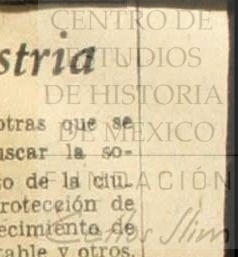 CENTRO DE
ESTUDIOS
DE HISTORIA
DE MÉXICO
FUNDACIÓN
Carlos Slim
stria
otras que se
uscar la so-
o de la ciu-
rotección de
ecimiento de
table y otros,